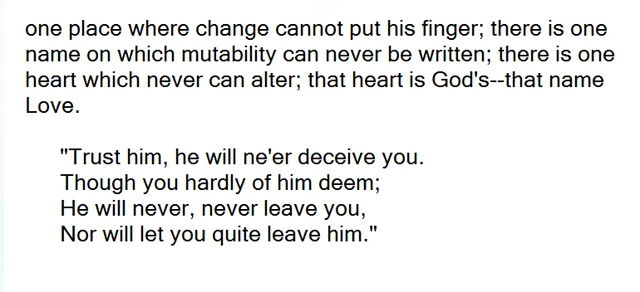 one place where change cannot put his finger; there is one
name on which mutability can never be written; there is one
heart which never can alter; that heart is God's--that name
Love.
"Trust him, he will ne'er deceive you.
Though you hardly of him deem;
He will never, never leave you,
Nor will let you quite leave him."